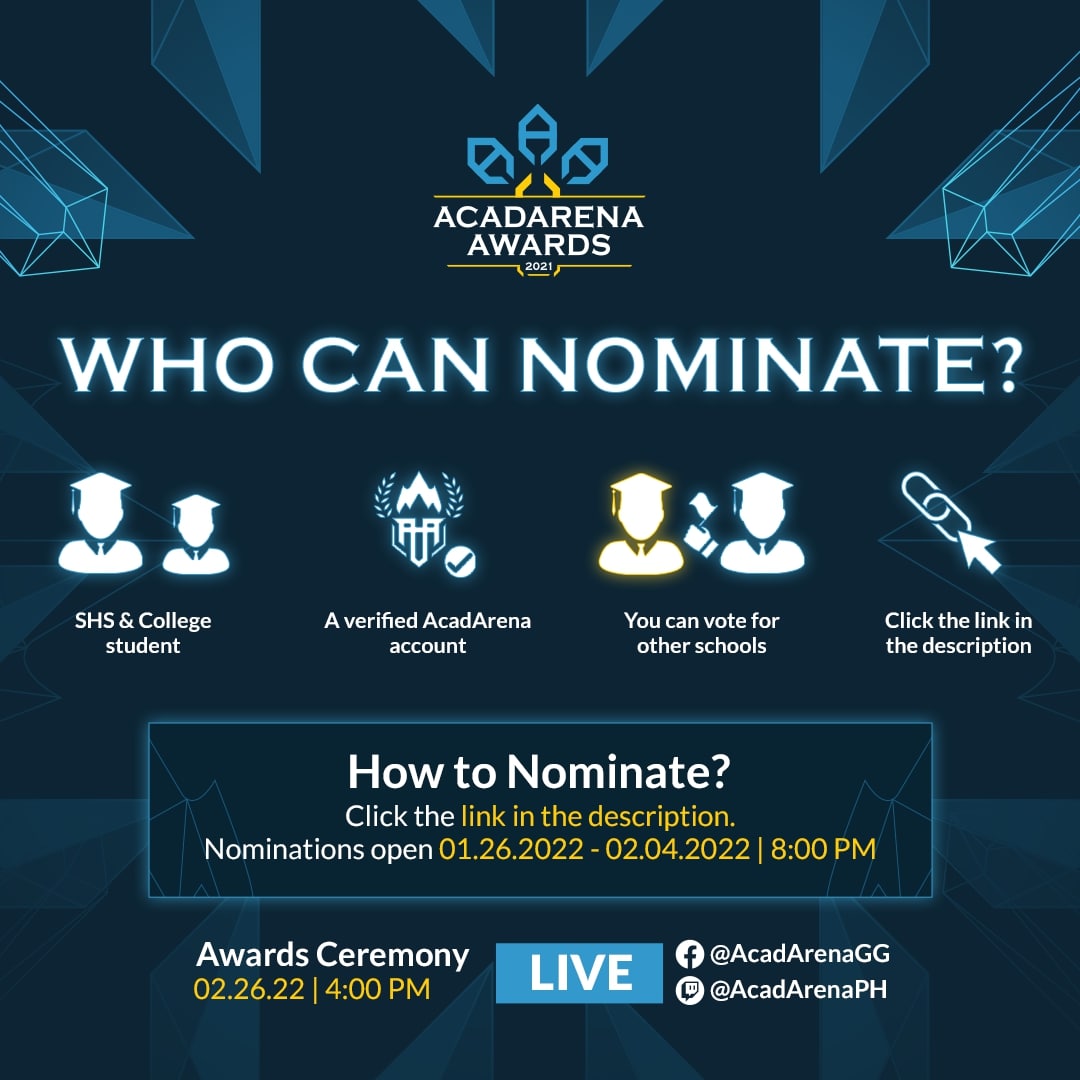 ACADARENA
AWARDS
2021
WHO CAN NOMINATE?
SHS & College
student
A verified AcadArena
account
You can vote for
other schools
Click the link in
the description
How to Nominate?
Click the link in the description.
Nominations open 01.26.2022 - 02.04.2022 | 8:00 PM
Awards Ceremony
02.26.22 | 4:00 PM
LIVE
@AcadArenaGG
@AcadArenaPH